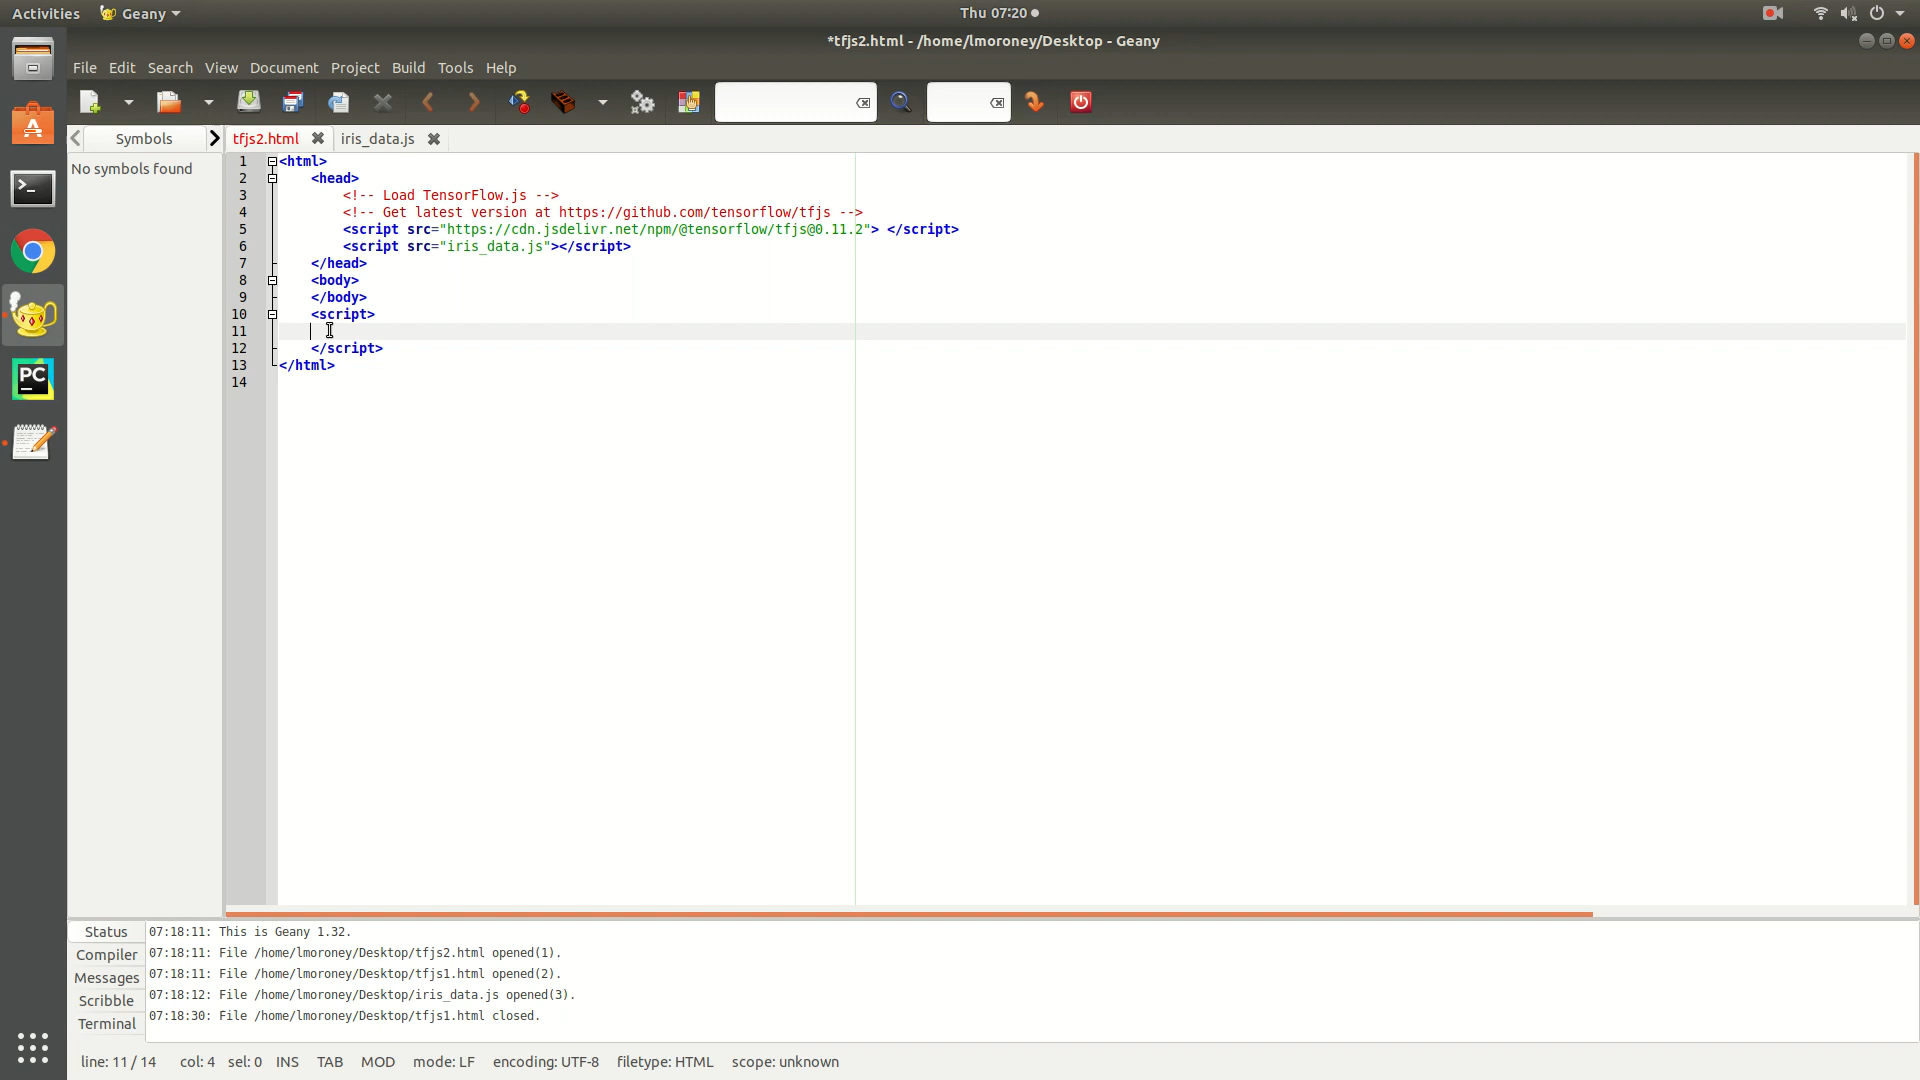 Activities Geany Thu 07:20
*tfjs2.html - /home/lmoroney/Desktop - Geany
File Edit Search View Document Project Build Tools Help
Symbols tfjs2.html iris_data.js
No symbols found
1 <html>
2 <head>
3 <!-- Load TensorFlow.js -->
4 <!-- Get latest version at https://github.com/tensorflow/tfjs -->
5 <script src="https://cdn.jsdelivr.net/npm/@tensorflow/tfjs@0.11.2"> </script>
6 <script src="iris_data.js"></script>
7 </head>
8 <body>
9 </body>
10 <script>
11
12 </script>
13 </html>
14
PC
Status 07:18:11: This is Geany 1.32.
Compiler 07:18:11: File /home/lmoroney/Desktop/tfjs2.html opened(1).
Messages 07:18:11: File /home/lmoroney/Desktop/tfjs1.html opened(2).
Scribble 07:18:12: File /home/lmoroney/Desktop/iris_data.js opened(3).
Terminal 07:18:30: File /home/lmoroney/Desktop/tfjs1.html closed.
line: 11 / 14 col: 4 sel: 0 INS TAB MOD mode: LF encoding: UTF-8 filetype: HTML scope: unknown